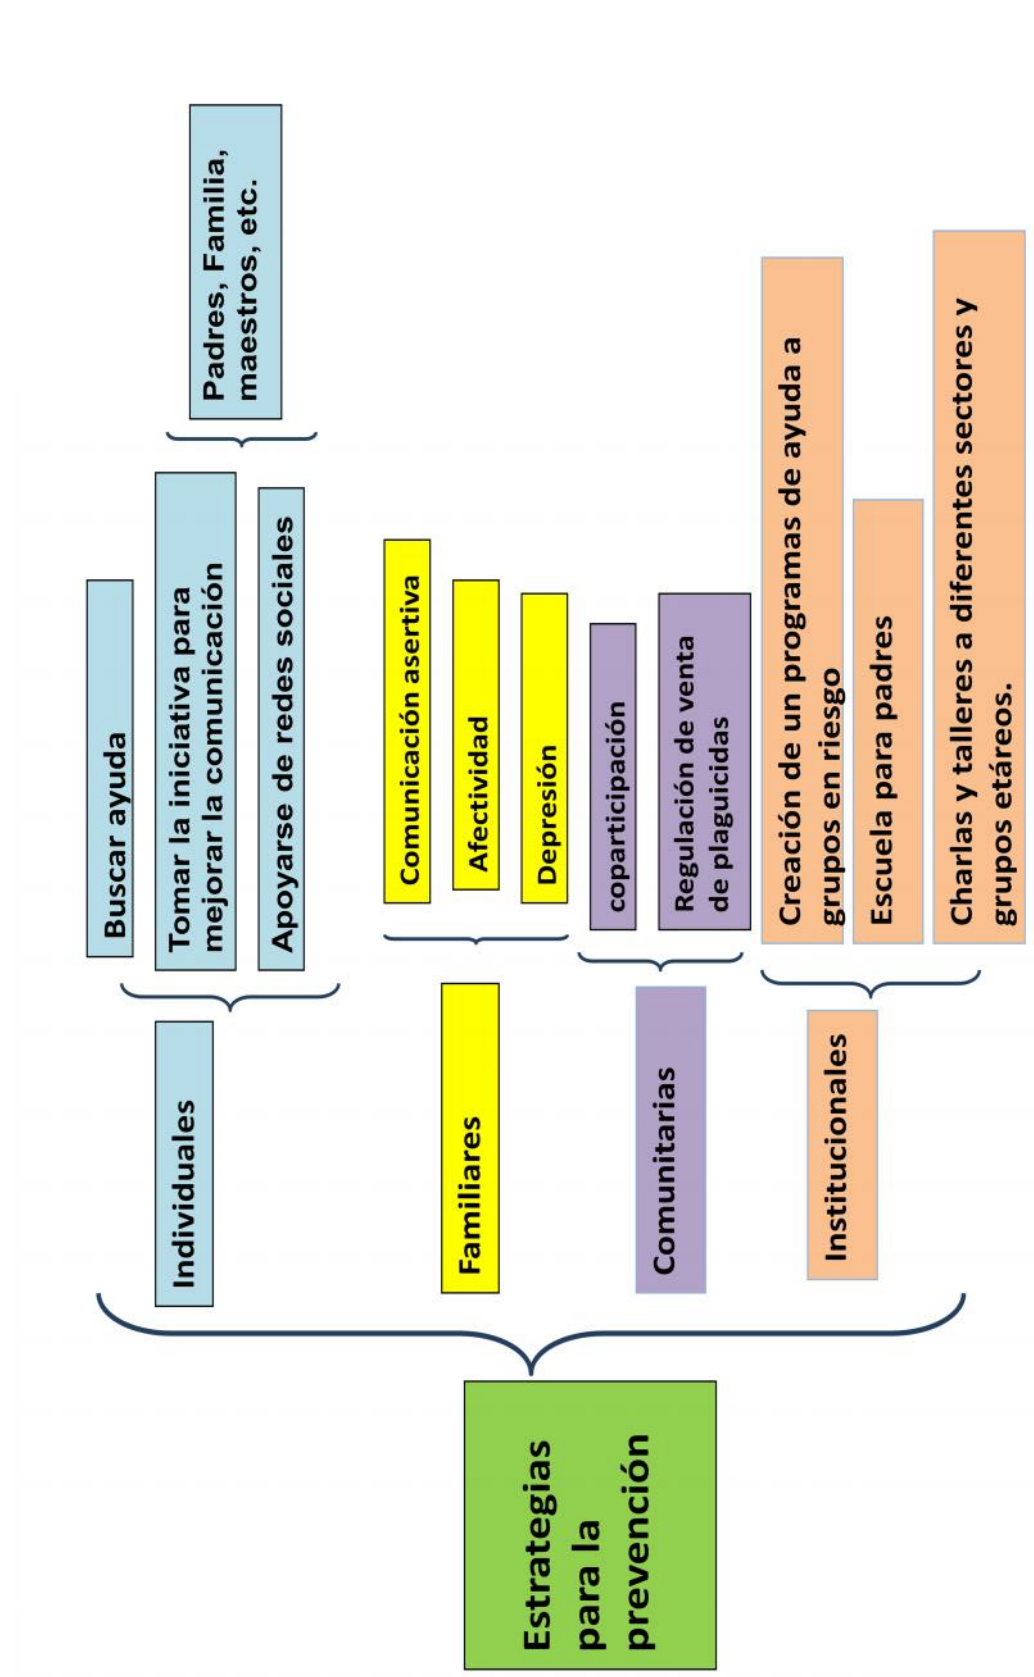 Estrategias
para la
prevención
Individuales
Buscar ayuda
Tomar la iniciativa para
mejorar la comunicación
Apoyarse de redes sociales
Padres, Familia,
maestros, etc.
Familiares
Comunicación asertiva
Afectividad
Depresión
Comunitarias
coparticipación
Regulación de venta
de plaguicidas
Institucionales
Creación de un programas de ayuda a
grupos en riesgo
Escuela para padres
Charlas y talleres a diferentes sectores y
grupos etáreos.